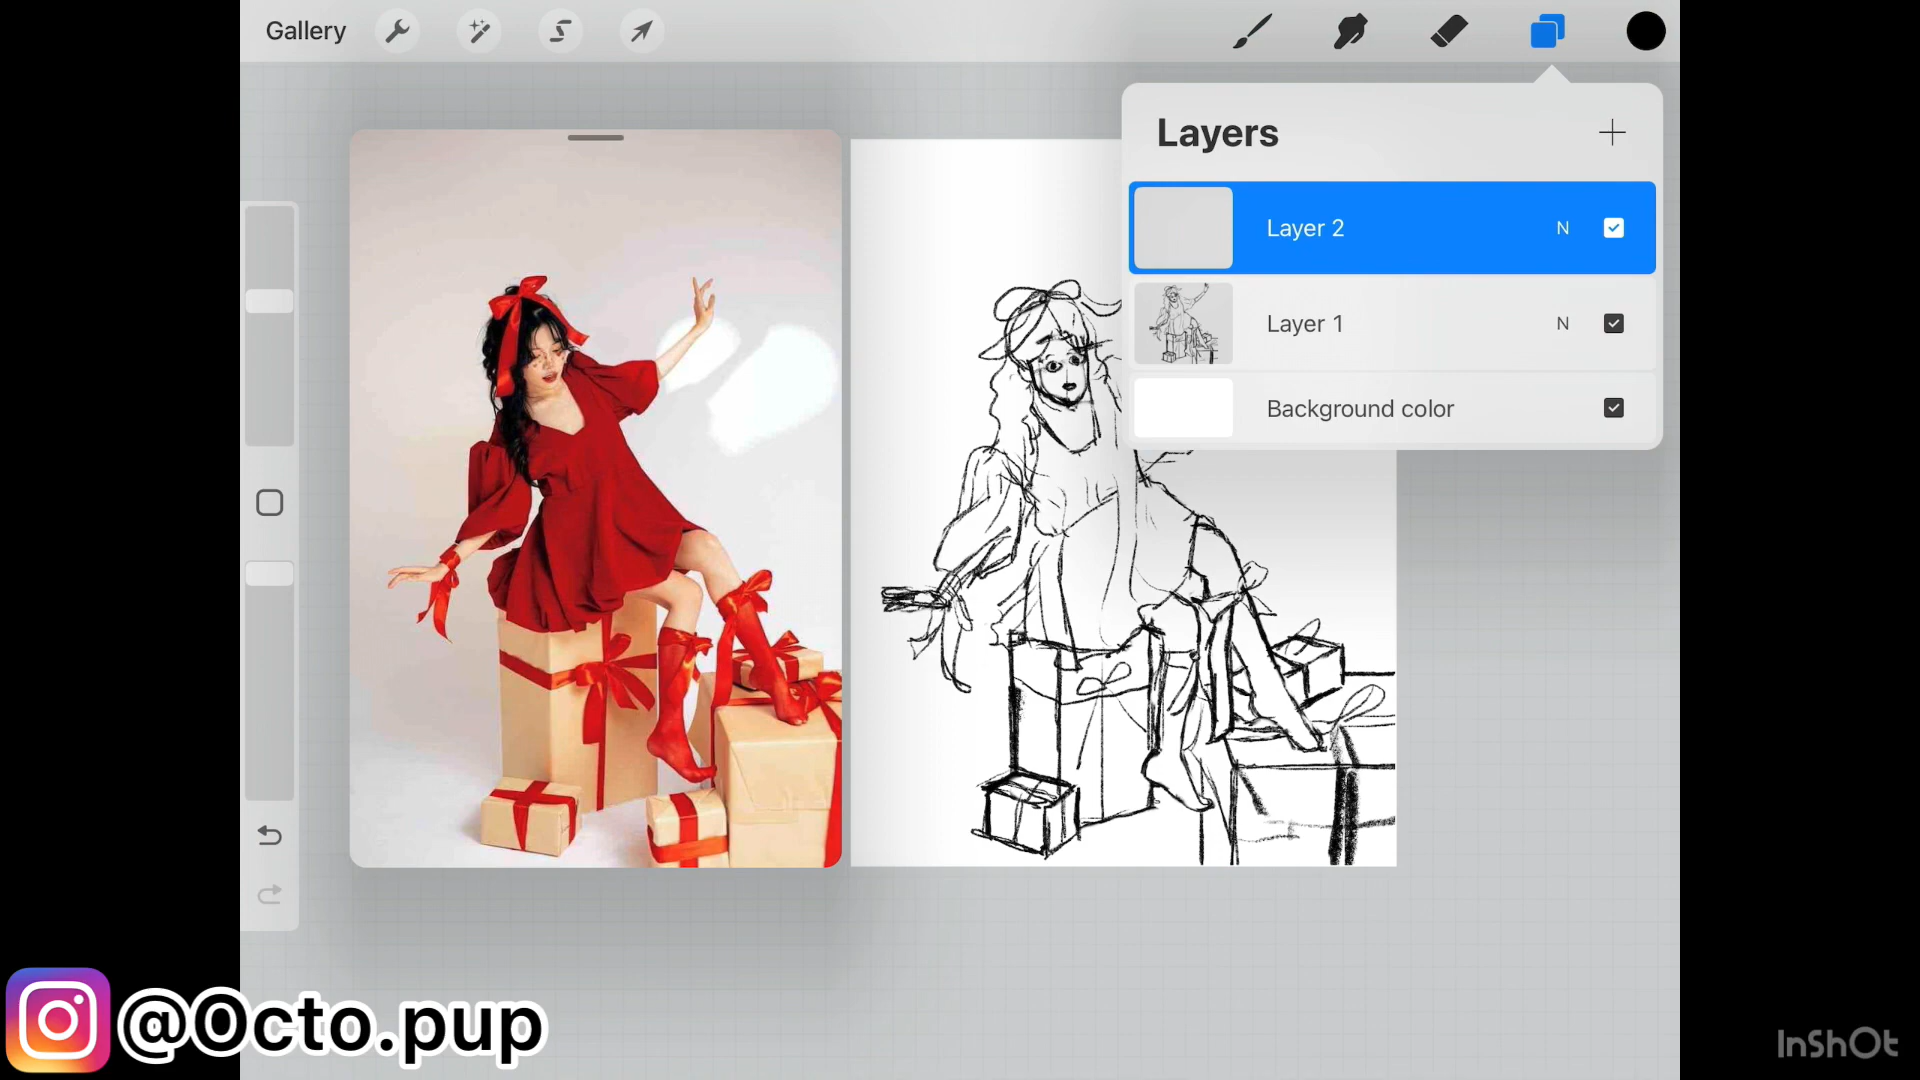 Gallery
Layers
Layer 2 N
Layer 1 N
Background color
@Octo.pup
InShOt